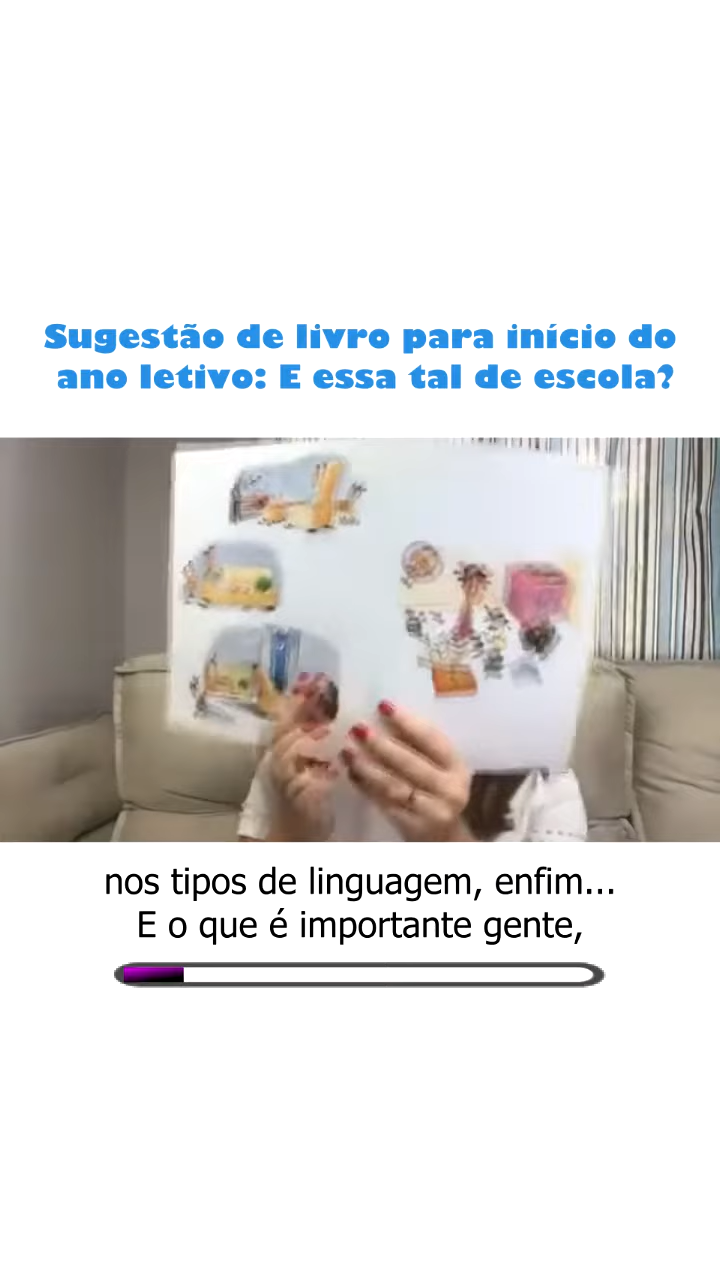 Sugestão de livro para início do
ano letivo: E essa tal de escola?
nos tipos de linguagem, enfim...
E o que é importante gente,